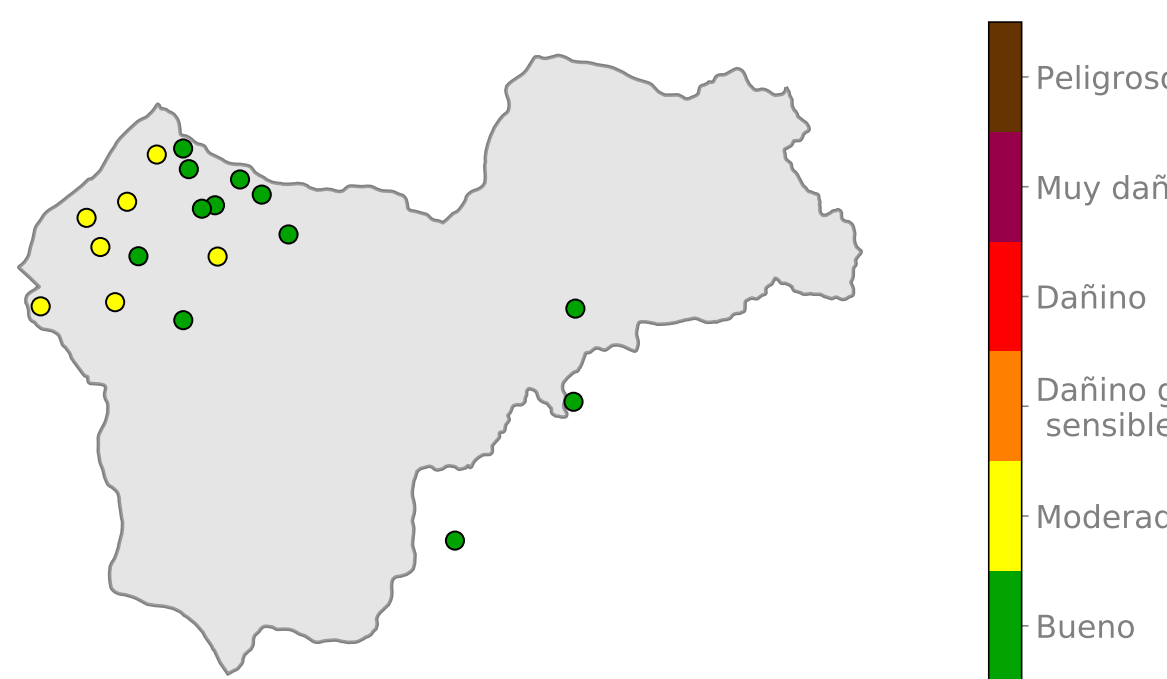 Peligroso
Muy dañ
Dañino
Dañino g
sensible
Moderad
Bueno